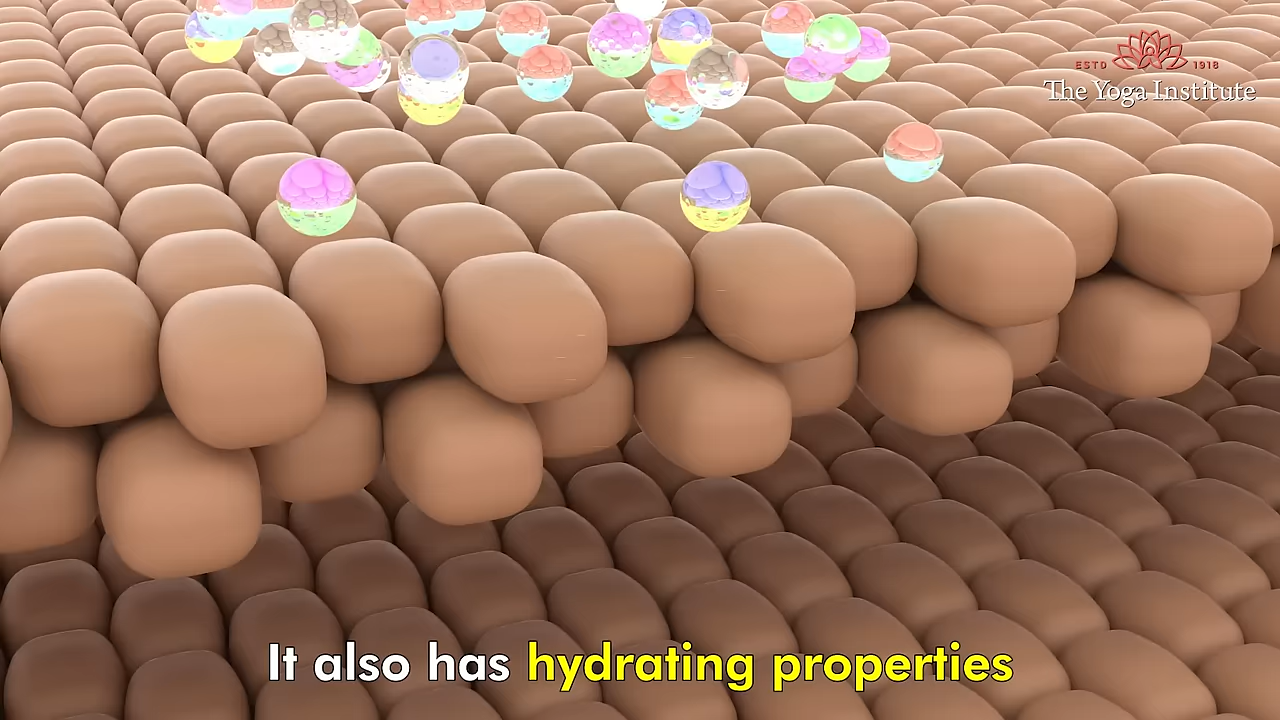 ESTD 1918
The Yoga Institute
It also has hydrating properties